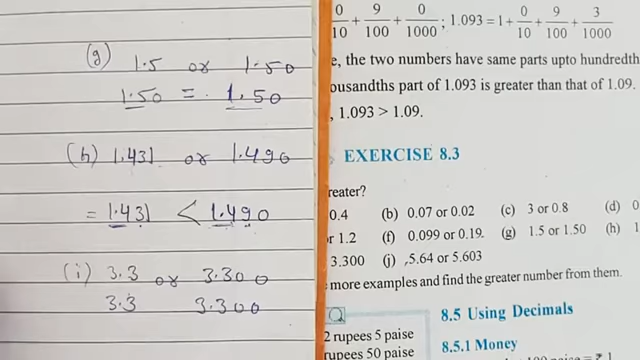 (g) 1.5 or 1.50
1.50 = 1.50
(h) 1.431 or 1.490
= 1.431 < 1.490
(i) 3.3 or 3.300
3.3 3.300
0/10 + 9/100 + 0/1000 ; 1.093 = 1 + 0/10 + 9/100 + 3/1000
e, the two numbers have same parts upto hundredth
ousandths part of 1.093 is greater than that of 1.09.
, 1.093 > 1.09.
EXERCISE 8.3
reater?
0.4 (b) 0.07 or 0.02 (c) 3 or 0.8 (d) 0
or 1.2 (f) 0.099 or 0.19. (g) 1.5 or 1.50 (h) 1
3.300 (j) 5.64 or 5.603
more examples and find the greater number from them.
8.5 Using Decimals
2 rupees 5 paise
8.5.1 Money
rupees 50 paise